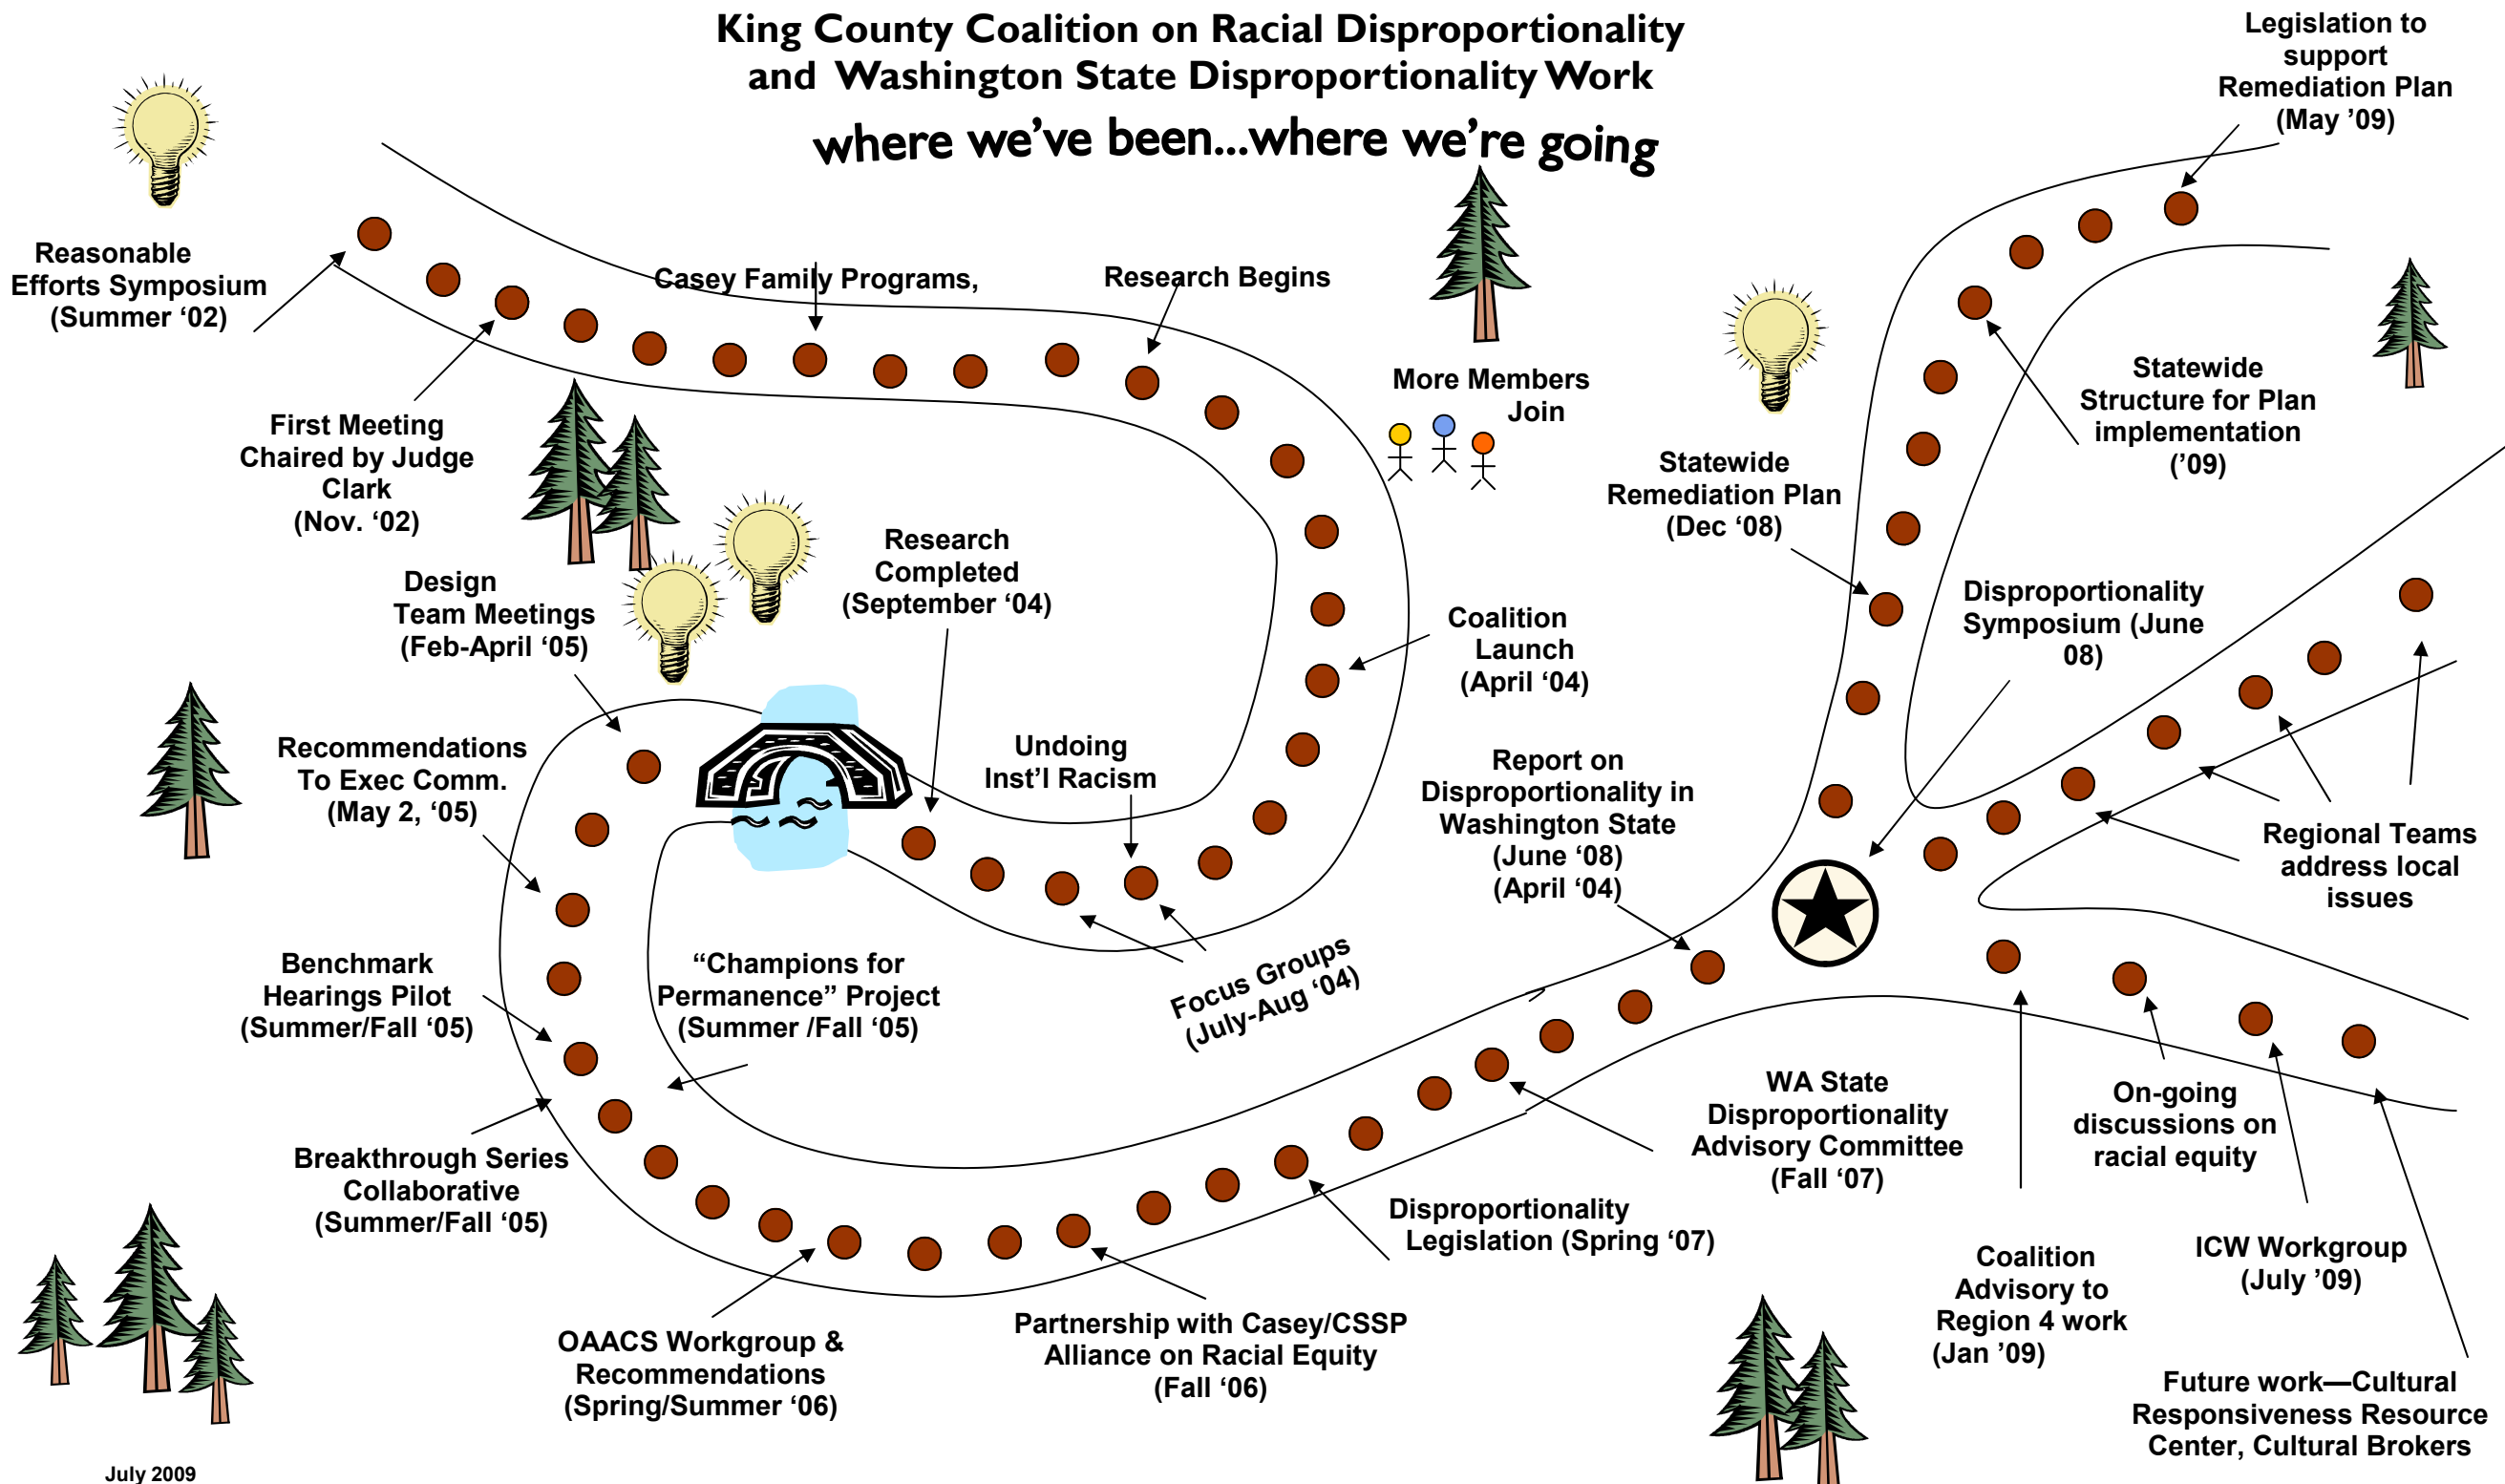 King County Coalition on Racial Disproportionality
and Washington State Disproportionality Work
where we've been...where we're going
Legislation to
support
Remediation Plan
(May '09)
Reasonable
Efforts Symposium
(Summer '02)
Casey Family Programs,
Research Begins
First Meeting
Chaired by Judge
Clark
(Nov. '02)
More Members
Join
Statewide
Structure for Plan
implementation
('09)
Statewide
Remediation Plan
(Dec '08)
Research
Completed
(September '04)
Design
Team Meetings
(Feb-April '05)
Coalition
Launch
(April '04)
Disproportionality
Symposium (June
08)
Recommendations
To Exec Comm.
(May 2, '05)
Undoing
Inst'l Racism
Report on
Disproportionality in
Washington State
(June '08)
(April '04)
Regional Teams
address local
issues
Benchmark
Hearings Pilot
(Summer/Fall '05)
"Champions for
Permanence" Project
(Summer /Fall '05)
Focus Groups
(July-Aug '04)
WA State
Disproportionality
Advisory Committee
(Fall '07)
On-going
discussions on
racial equity
Breakthrough Series
Collaborative
(Summer/Fall '05)
Disproportionality
Legislation (Spring '07)
Coalition
Advisory to
Region 4 work
(Jan '09)
ICW Workgroup
(July '09)
OAACS Workgroup &
Recommendations
(Spring/Summer '06)
Partnership with Casey/CSSP
Alliance on Racial Equity
(Fall '06)
Future work—Cultural
Responsiveness Resource
Center, Cultural Brokers
July 2009